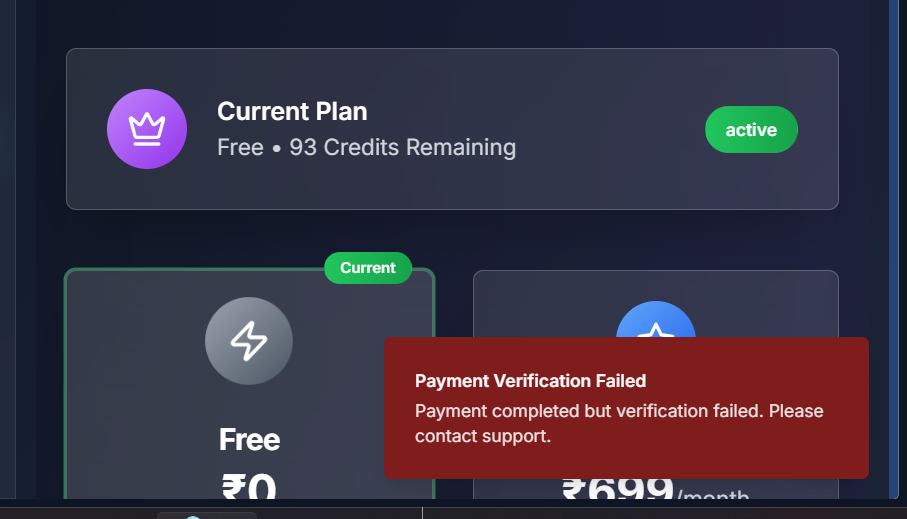 Current Plan
Free • 93 Credits Remaining
active
Current
Free
₹0
Payment Verification Failed
Payment completed but verification failed. Please
contact support.
₹699/month